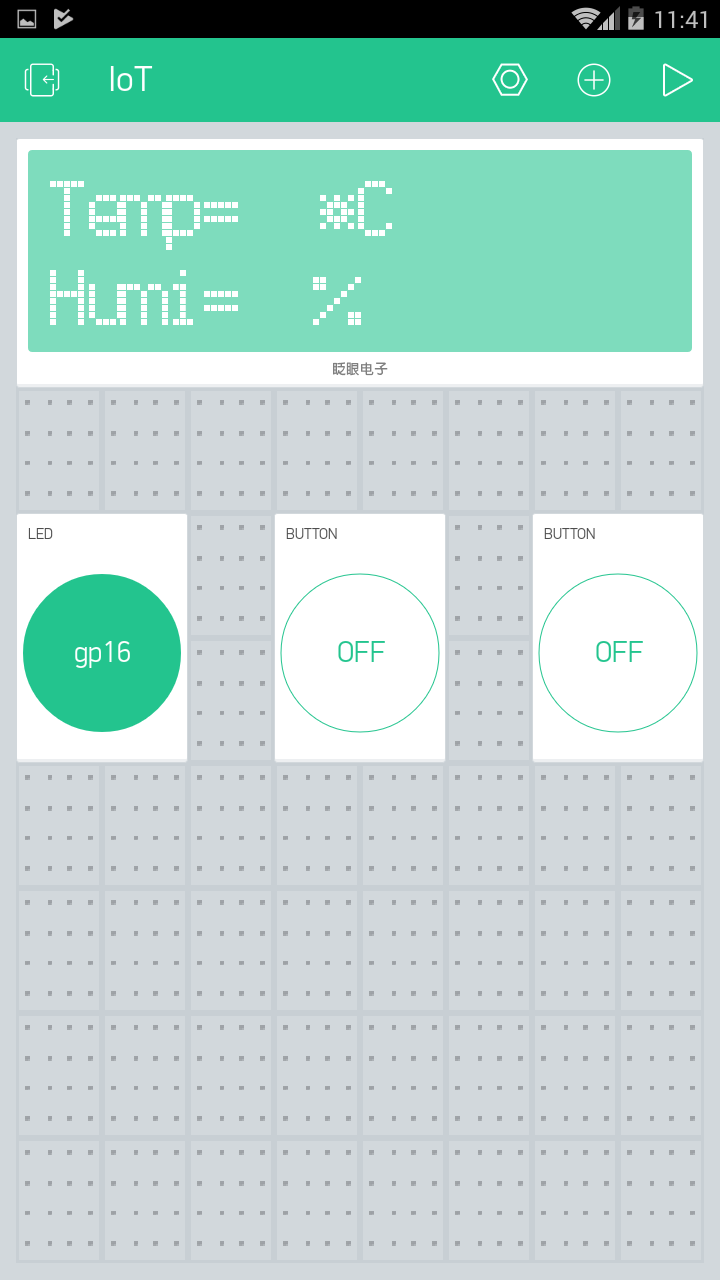 11:41
IoT
Temp=   *C
Humi=   %
眨眼电子
LED
BUTTON
BUTTON
gp16
OFF
OFF